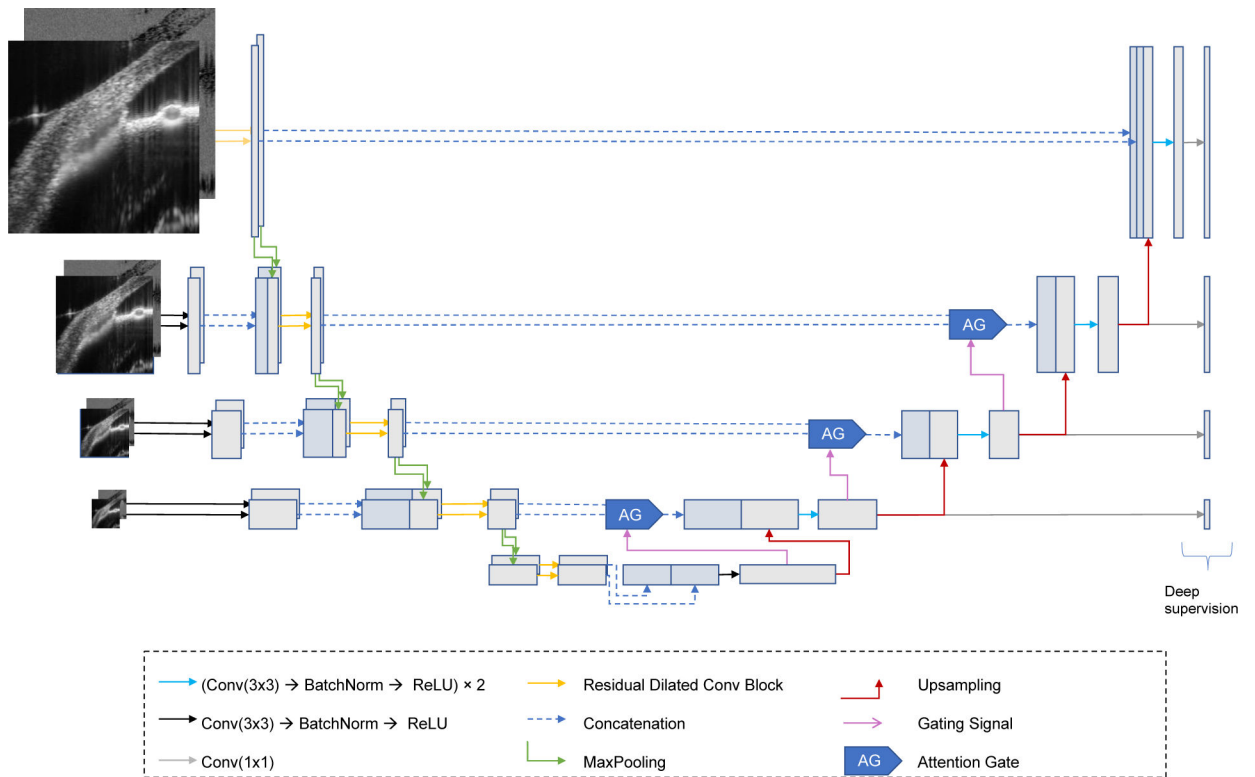 AG
AG
AG
Deep
supervision
(Conv(3x3) → BatchNorm → ReLU) × 2
Residual Dilated Conv Block
Upsampling
Conv(3x3) → BatchNorm → ReLU
Concatenation
Gating Signal
Conv(1x1)
MaxPooling
AG
Attention Gate